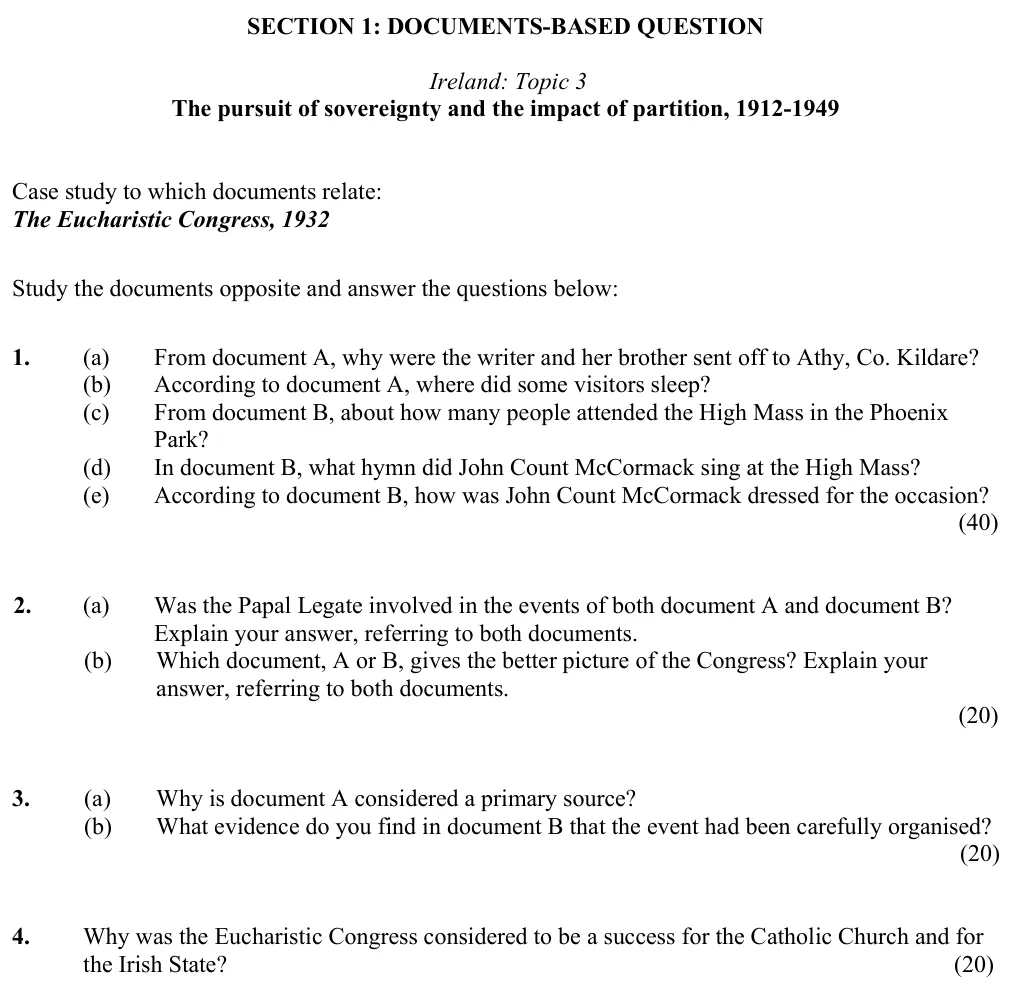 SECTION 1: DOCUMENTS-BASED QUESTION
Ireland: Topic 3
The pursuit of sovereignty and the impact of partition, 1912-1949
Case study to which documents relate:
The Eucharistic Congress, 1932
Study the documents opposite and answer the questions below:
1. (a) From document A, why were the writer and her brother sent off to Athy, Co. Kildare?
(b) According to document A, where did some visitors sleep?
(c) From document B, about how many people attended the High Mass in the Phoenix
Park?
(d) In document B, what hymn did John Count McCormack sing at the High Mass?
(e) According to document B, how was John Count McCormack dressed for the occasion?
(40)
2. (a) Was the Papal Legate involved in the events of both document A and document B?
Explain your answer, referring to both documents.
(b) Which document, A or B, gives the better picture of the Congress? Explain your
answer, referring to both documents.
(20)
3. (a) Why is document A considered a primary source?
(b) What evidence do you find in document B that the event had been carefully organised?
(20)
4. Why was the Eucharistic Congress considered to be a success for the Catholic Church and for
the Irish State? (20)